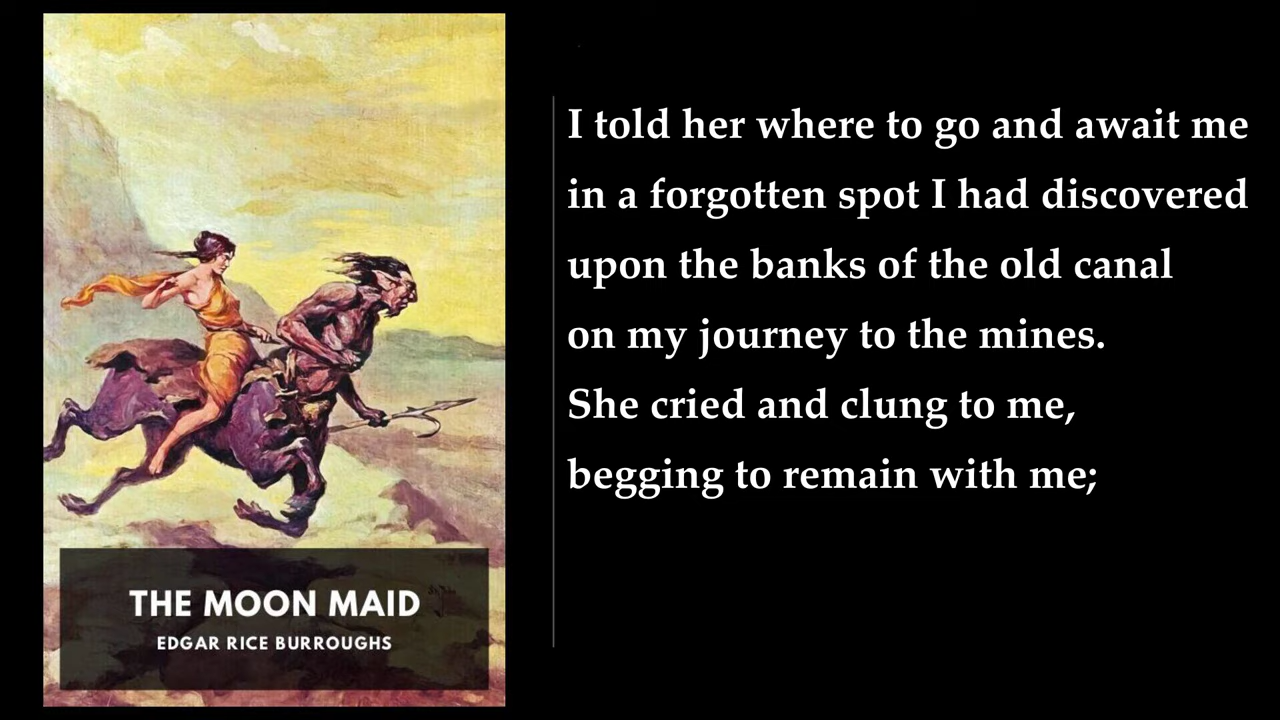 THE MOON MAID
EDGAR RICE BURROUGHS
I told her where to go and await me
in a forgotten spot I had discovered
upon the banks of the old canal
on my journey to the mines.
She cried and clung to me,
begging to remain with me;